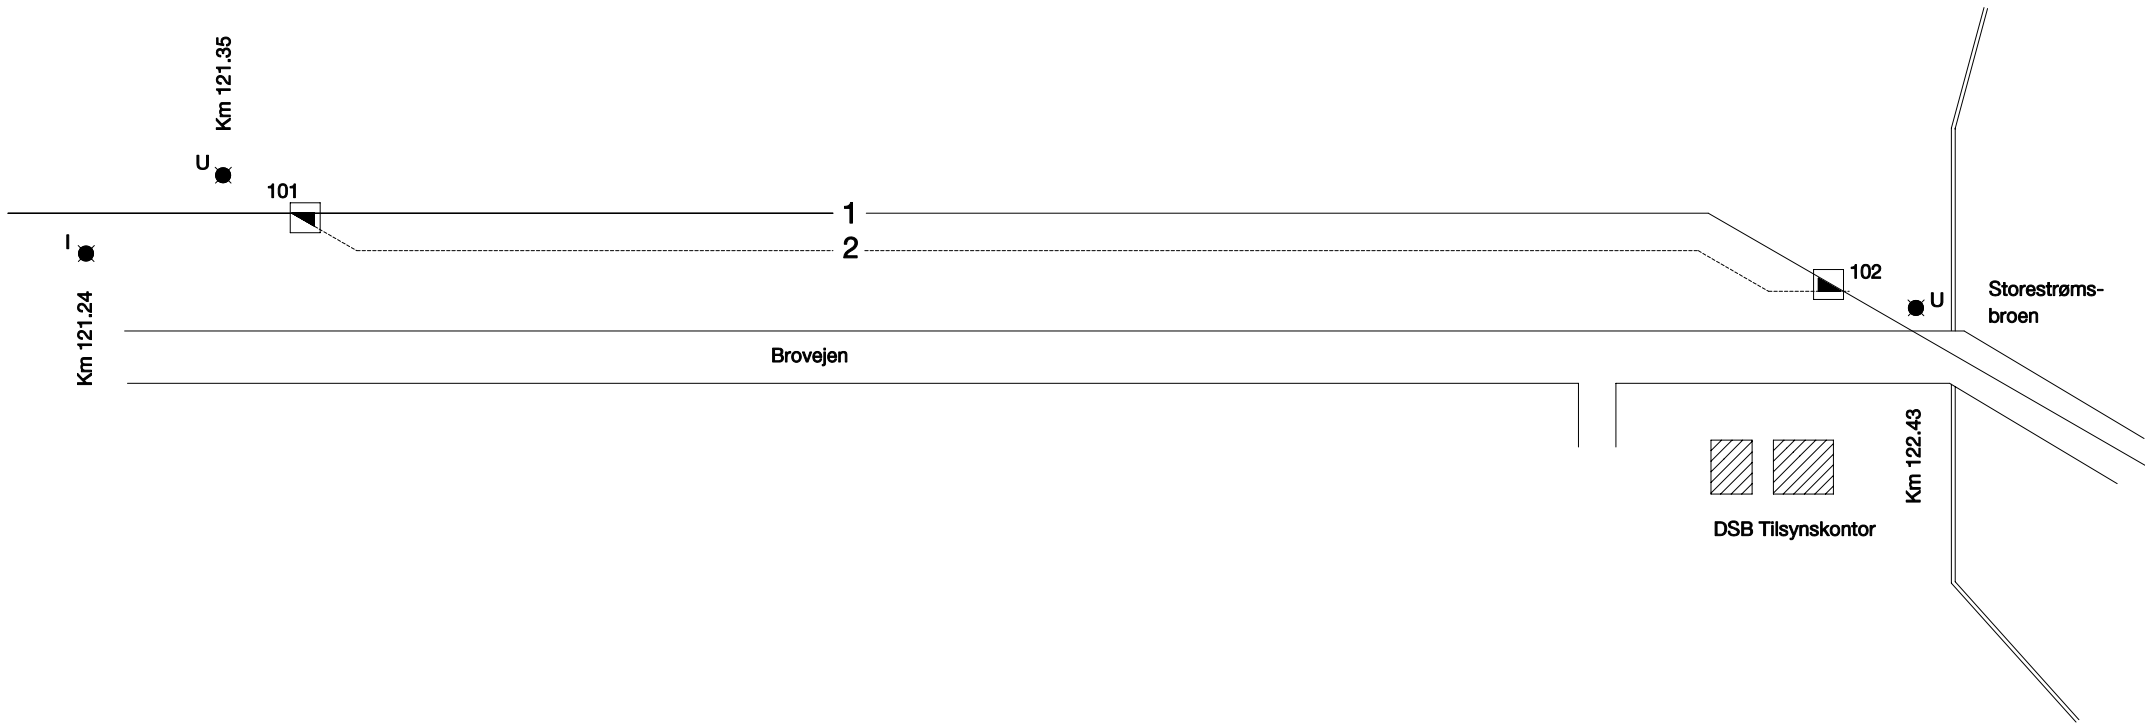 Km 121.35
U
101
1
I
2
102
U
Storestrøms-
broen
Km 121.24
Brovejen
Km 122.43
DSB Tilsynskontor